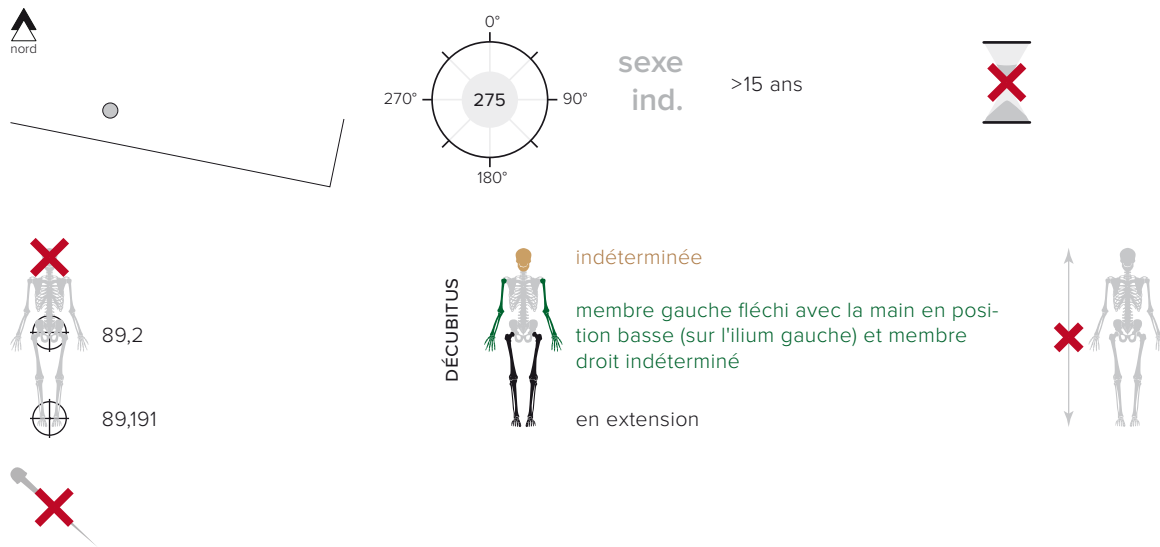 nord
0°
270°
275
90°
180°
sexe
ind.
>15 ans
89,2
89,191
DÉCUBITUS
indéterminée
membre gauche fléchi avec la main en posi-
tion basse (sur l'ilium gauche) et membre
droit indéterminé
en extension